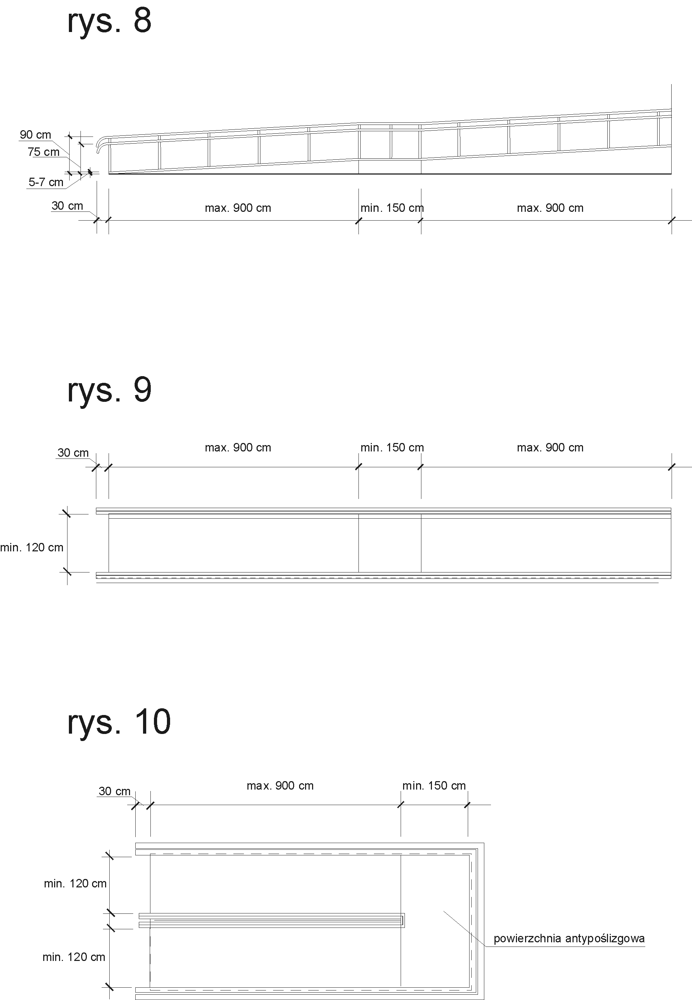 rys. 8
90 cm
75 cm
5-7 cm
30 cm
max. 900 cm
min. 150 cm
max. 900 cm
rys. 9
30 cm
max. 900 cm
min. 150 cm
max. 900 cm
min. 120 cm
rys. 10
30 cm
max. 900 cm
min. 150 cm
min. 120 cm
powierzchnia antypoślizgowa
min. 120 cm